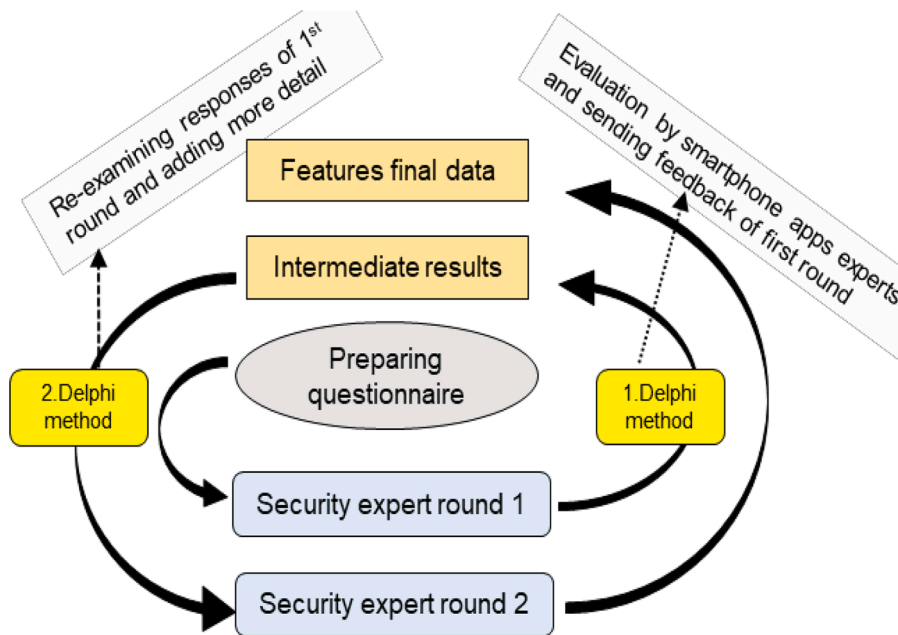 Re-examining responses of 1st
round and adding more detail
Evaluation by smartphone apps experts
and sending feedback of first round
Features final data
Intermediate results
Preparing
questionnaire
2.Delphi
method
1.Delphi
method
Security expert round 1
Security expert round 2